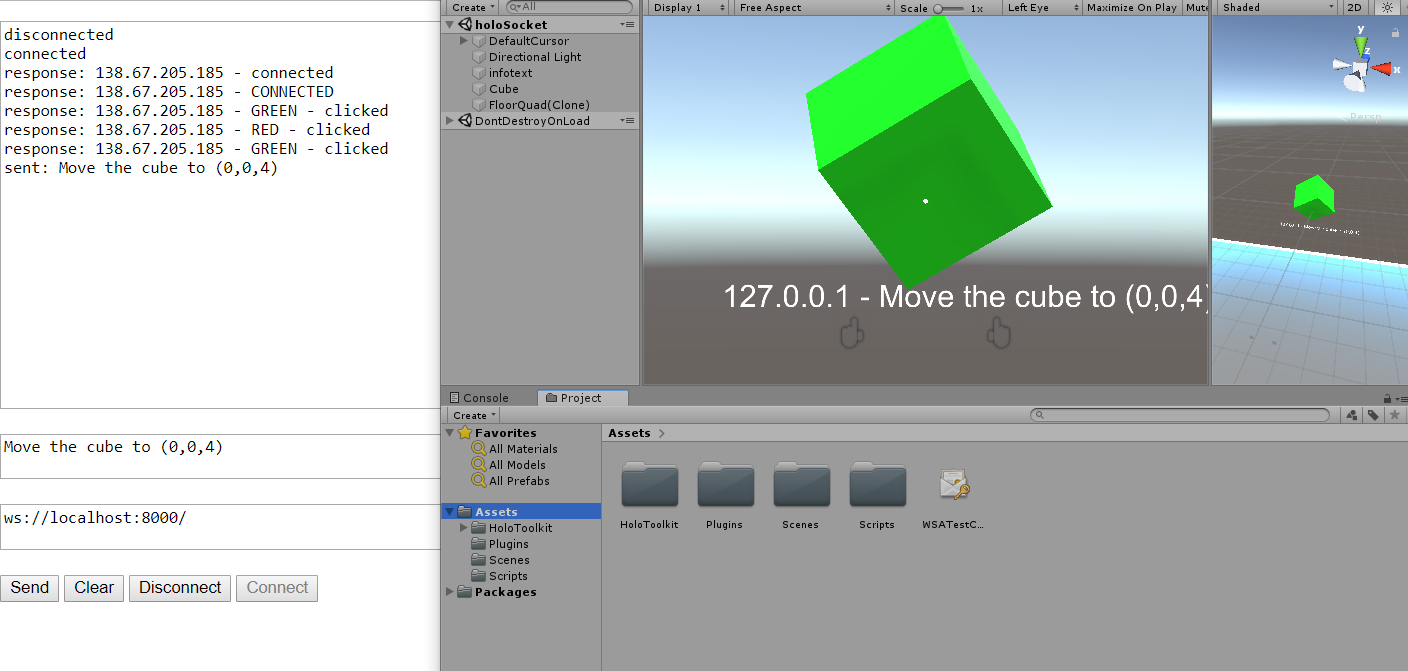 disconnected
connected
response: 138.67.205.185 - connected
response: 138.67.205.185 - CONNECTED
response: 138.67.205.185 - GREEN - clicked
response: 138.67.205.185 - RED - clicked
response: 138.67.205.185 - GREEN - clicked
sent: Move the cube to (0,0,4)
Move the cube to (0,0,4)
ws://localhost:8000/
Send Clear Disconnect Connect
Create All
holoSocket
DefaultCursor
Directional Light
infotext
Cube
FloorQuad(Clone)
DontDestroyOnLoad
Display 1 Free Aspect Scale 1x Left Eye Maximize On Play Mute
127.0.0.1 - Move the cube to (0,0,4)
Shaded 2D
y
z
x
Persp
Console Project
Create
Favorites
All Materials
All Models
All Prefabs
Assets
HoloToolkit
Plugins
Scenes
Scripts
Packages
Assets
HoloToolkit Plugins Scenes Scripts WSATestC...